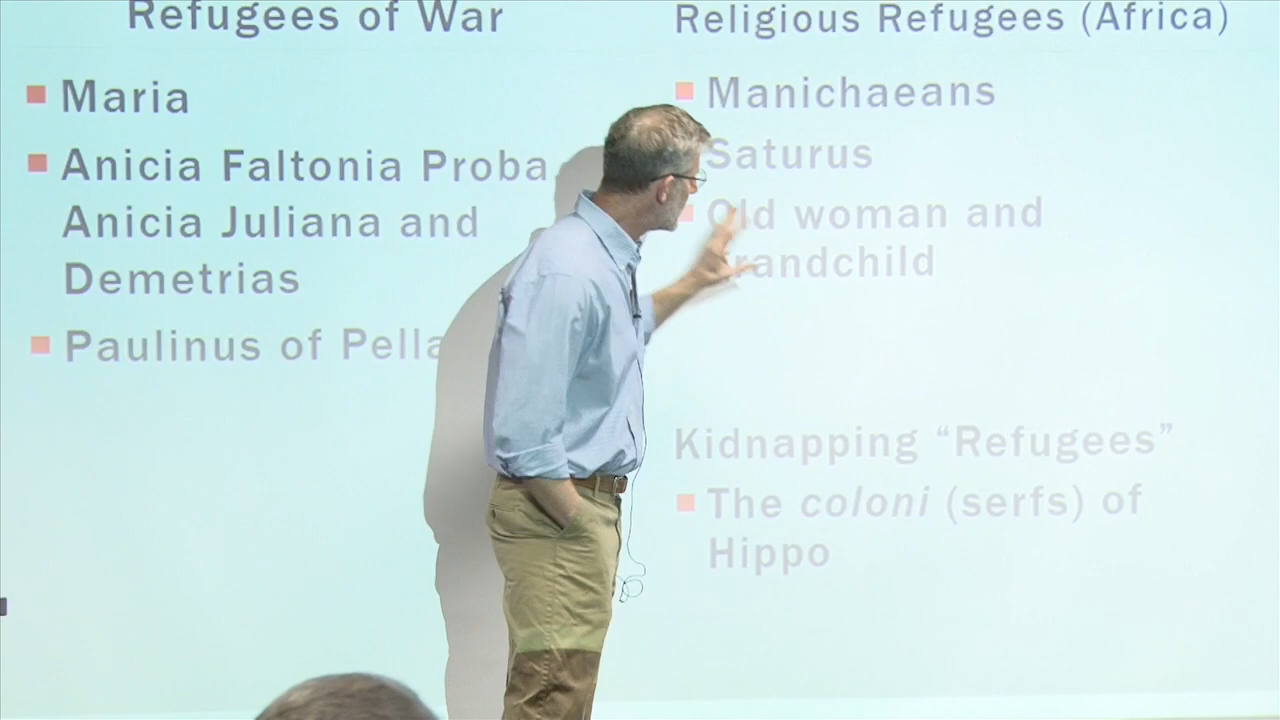 Refugees of War
Maria
Anicia Faltonia Proba
Anicia Juliana and
Demetrias
Paulinus of Pella
Religious Refugees (Africa)
Manichaeans
Saturus
Old woman and
grandchild
Kidnapping “Refugees”
The coloni (serfs) of
Hippo